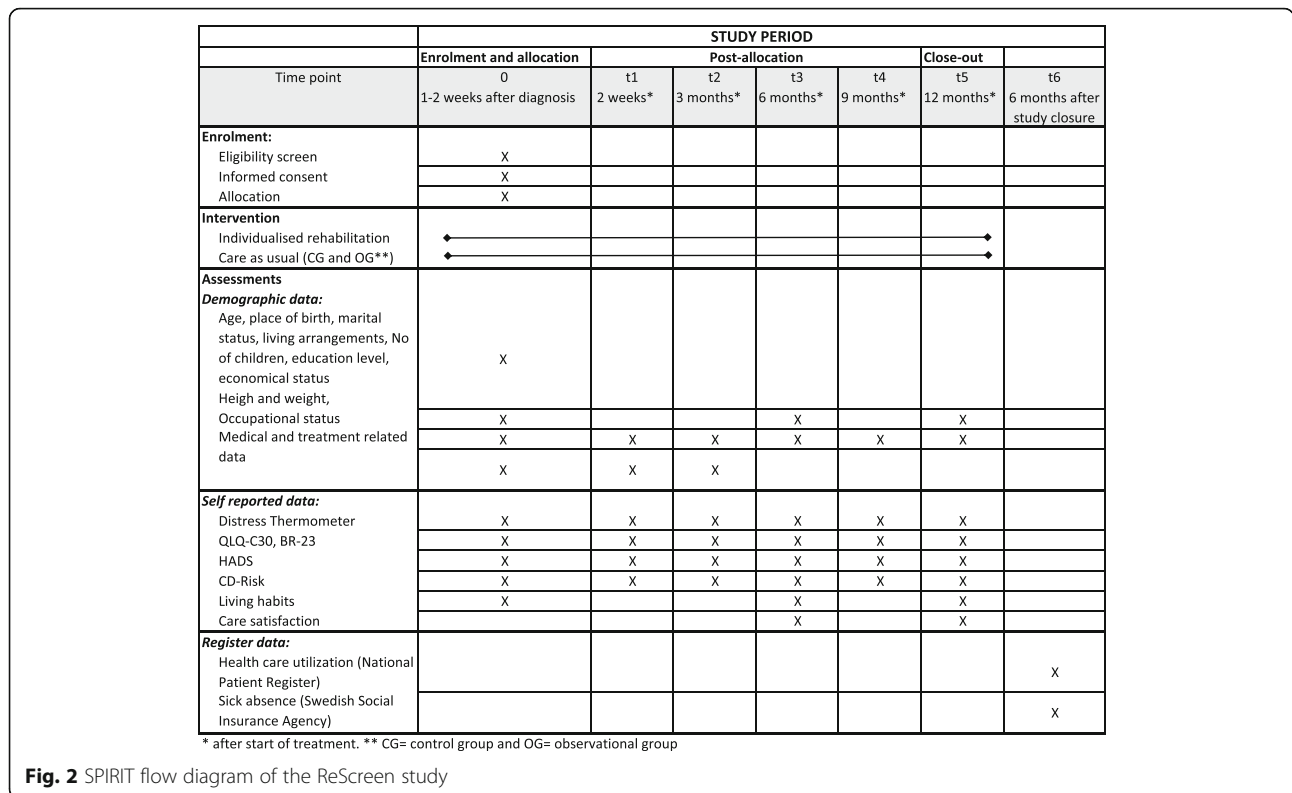 STUDY PERIOD
Enrolment and allocation Post-allocation Close-out
Time point 0 t1 t2 t3 t4 t5 t6
1-2 weeks after diagnosis 2 weeks* 3 months* 6 months* 9 months* 12 months* 6 months after
study closure
Enrolment:
Eligibility screen X
Informed consent X
Allocation X
Intervention
Individualised rehabilitation
Care as usual (CG and OG**)
Assessments
Demographic data:
Age, place of birth, marital
status, living arrangements, No
of children, education level, X
economical status
Heigh and weight,
Occupational status X X X
Medical and treatment related X X X X X X
data
X X X
Self reported data:
Distress Thermometer X X X X X X
QLQ-C30, BR-23 X X X X X X
HADS X X X X X X
CD-Risk X X X X X X
Living habits X X X
Care satisfaction X X
Register data:
Health care utilization (National
Patient Register) X
Sick absence (Swedish Social
Insurance Agency) X
* after start of treatment. ** CG= control group and OG= observational group
Fig. 2 SPIRIT flow diagram of the ReScreen study